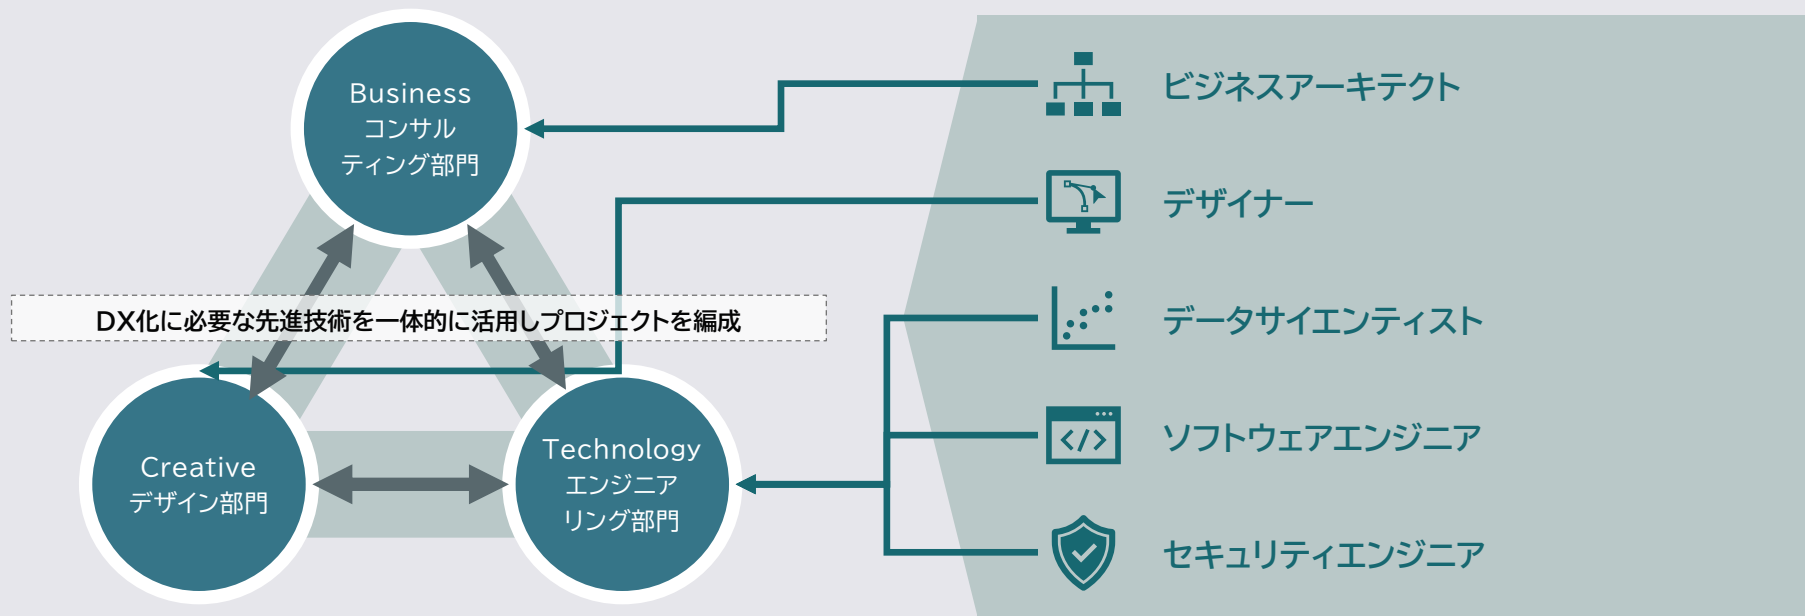 Business
コンサル
ティング部門
DX化に必要な先進技術を一体的に活用しプロジェクトを編成
Creative
デザイン部門
Technology
エンジニア
リング部門
ビジネスアーキテクト
デザイナー
データサイエンティスト
ソフトウェアエンジニア
セキュリティエンジニア